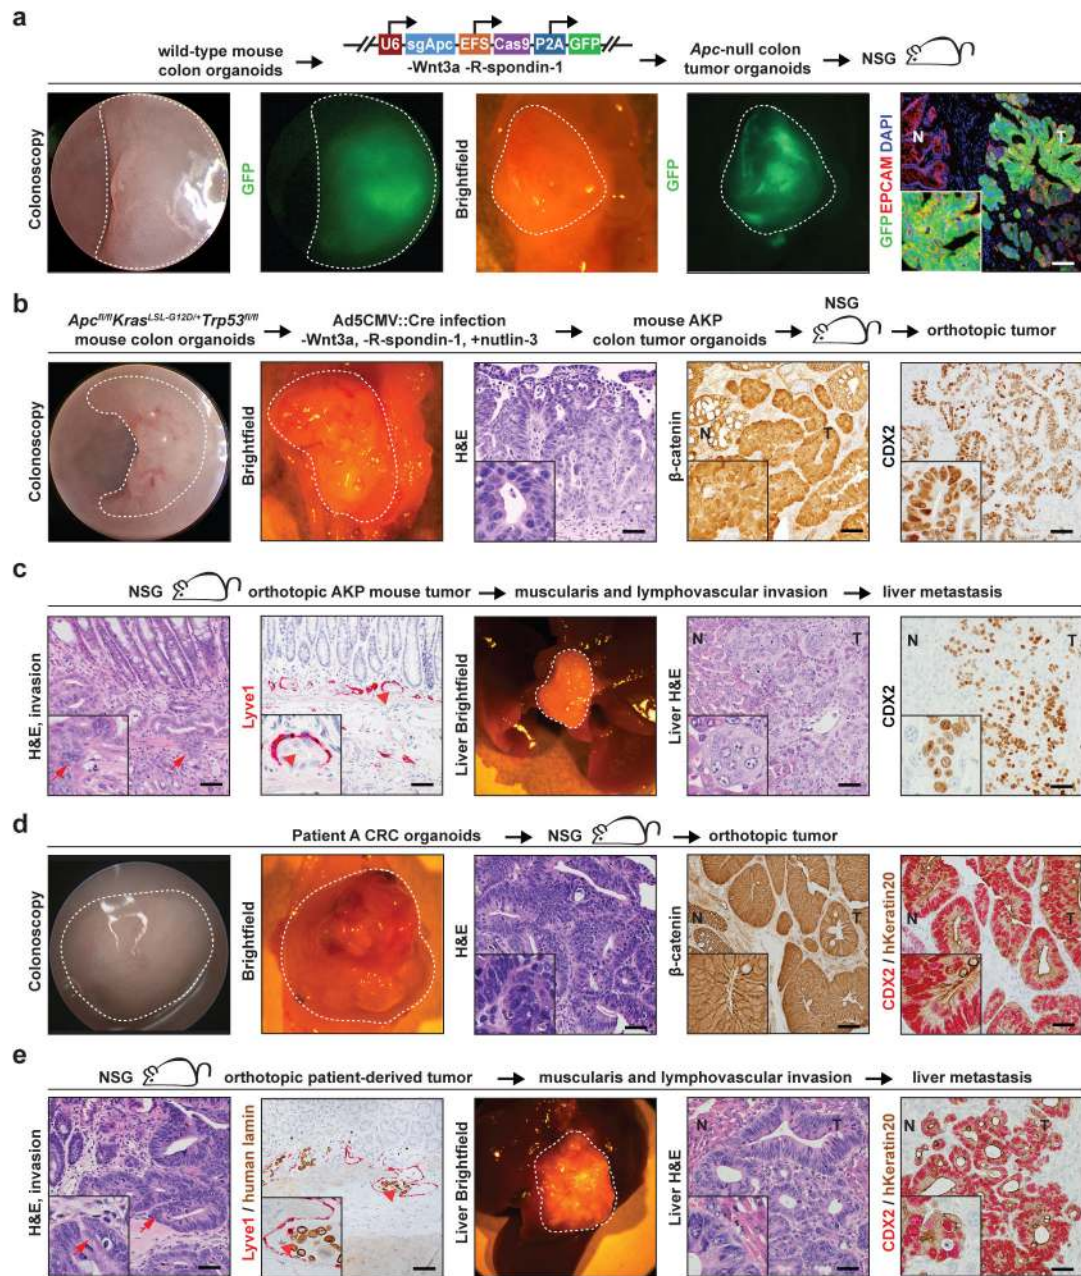 a
wild-type mouse
colon organoids
U6 sgApc EFS Cas9 P2A GFP
-Wnt3a -R-spondin-1
Apc-null colon
tumor organoids
NSG
Colonoscopy
GFP
Brightfield
GFP
GFP EPCAM DAPI
N
T
b
Apcfl/flKrasLSL-G12D/+Trp53fl/fl
mouse colon organoids
Ad5CMV::Cre infection
-Wnt3a, -R-spondin-1, +nutlin-3
mouse AKP
colon tumor organoids
NSG
orthotopic tumor
Colonoscopy
Brightfield
H&E
β-catenin
N
T
CDX2
c
NSG orthotopic AKP mouse tumor muscularis and lymphovascular invasion liver metastasis
H&E, invasion
Lyve1
Liver Brightfield
Liver H&E
N
T
CDX2
N
T
d
Patient A CRC organoids NSG orthotopic tumor
Colonoscopy
Brightfield
H&E
β-catenin
N
T
CDX2 / hKeratin20
N
T
e
NSG orthotopic patient-derived tumor muscularis and lymphovascular invasion liver metastasis
H&E, invasion
Lyve1 / human lamin
Liver Brightfield
Liver H&E
N
T
CDX2 / hKeratin20
N
T